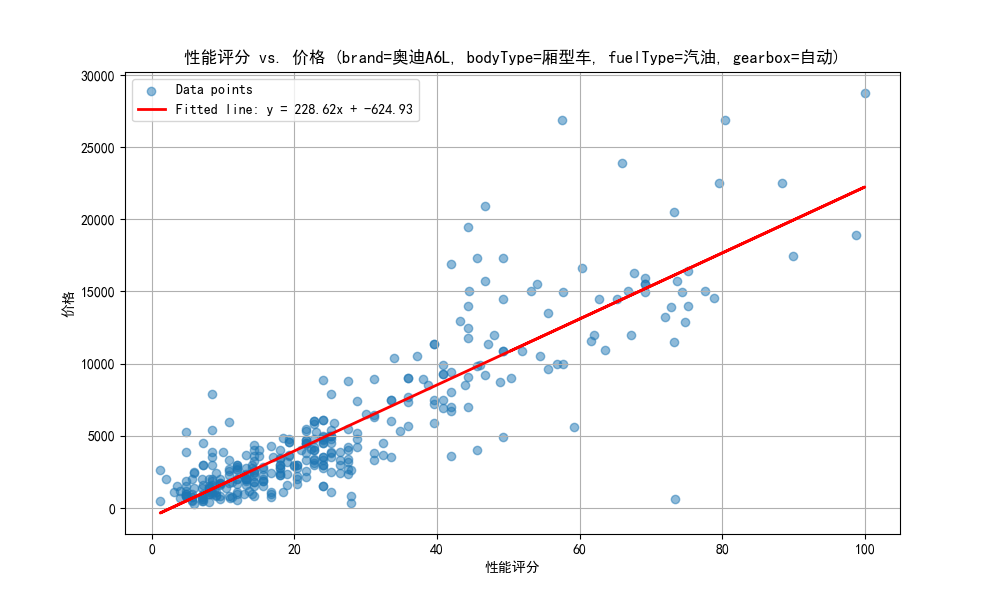 性能评分 vs. 价格 (brand=奥迪A6L, bodyType=厢型车, fuelType=汽油, gearbox=自动)
Data points
Fitted line: y = 228.62x + -624.93
30000
25000
20000
15000
10000
5000
0
价格
0 20 40 60 80 100
性能评分